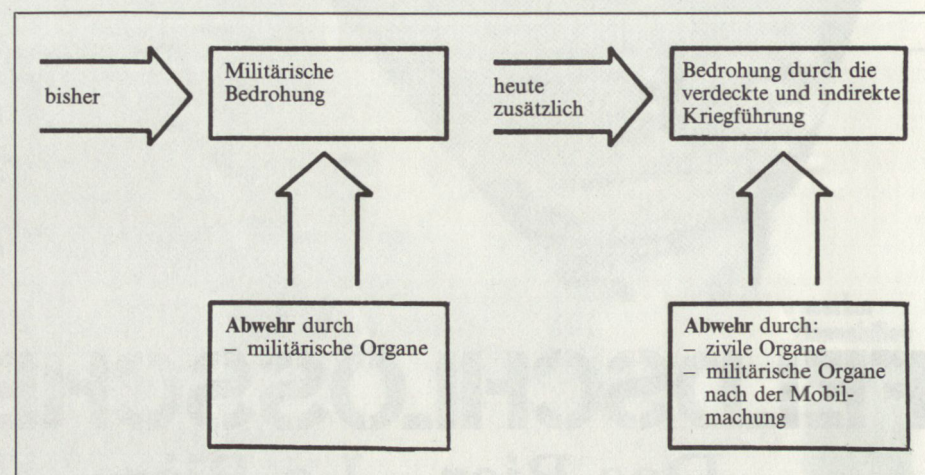 bisher
Militärische
Bedrohung
heute
zusätzlich
Bedrohung durch die
verdeckte und indirekte
Kriegführung
Abwehr durch
– militärische Organe
Abwehr durch:
– zivile Organe
– militärische Organe
nach der Mobil-
machung